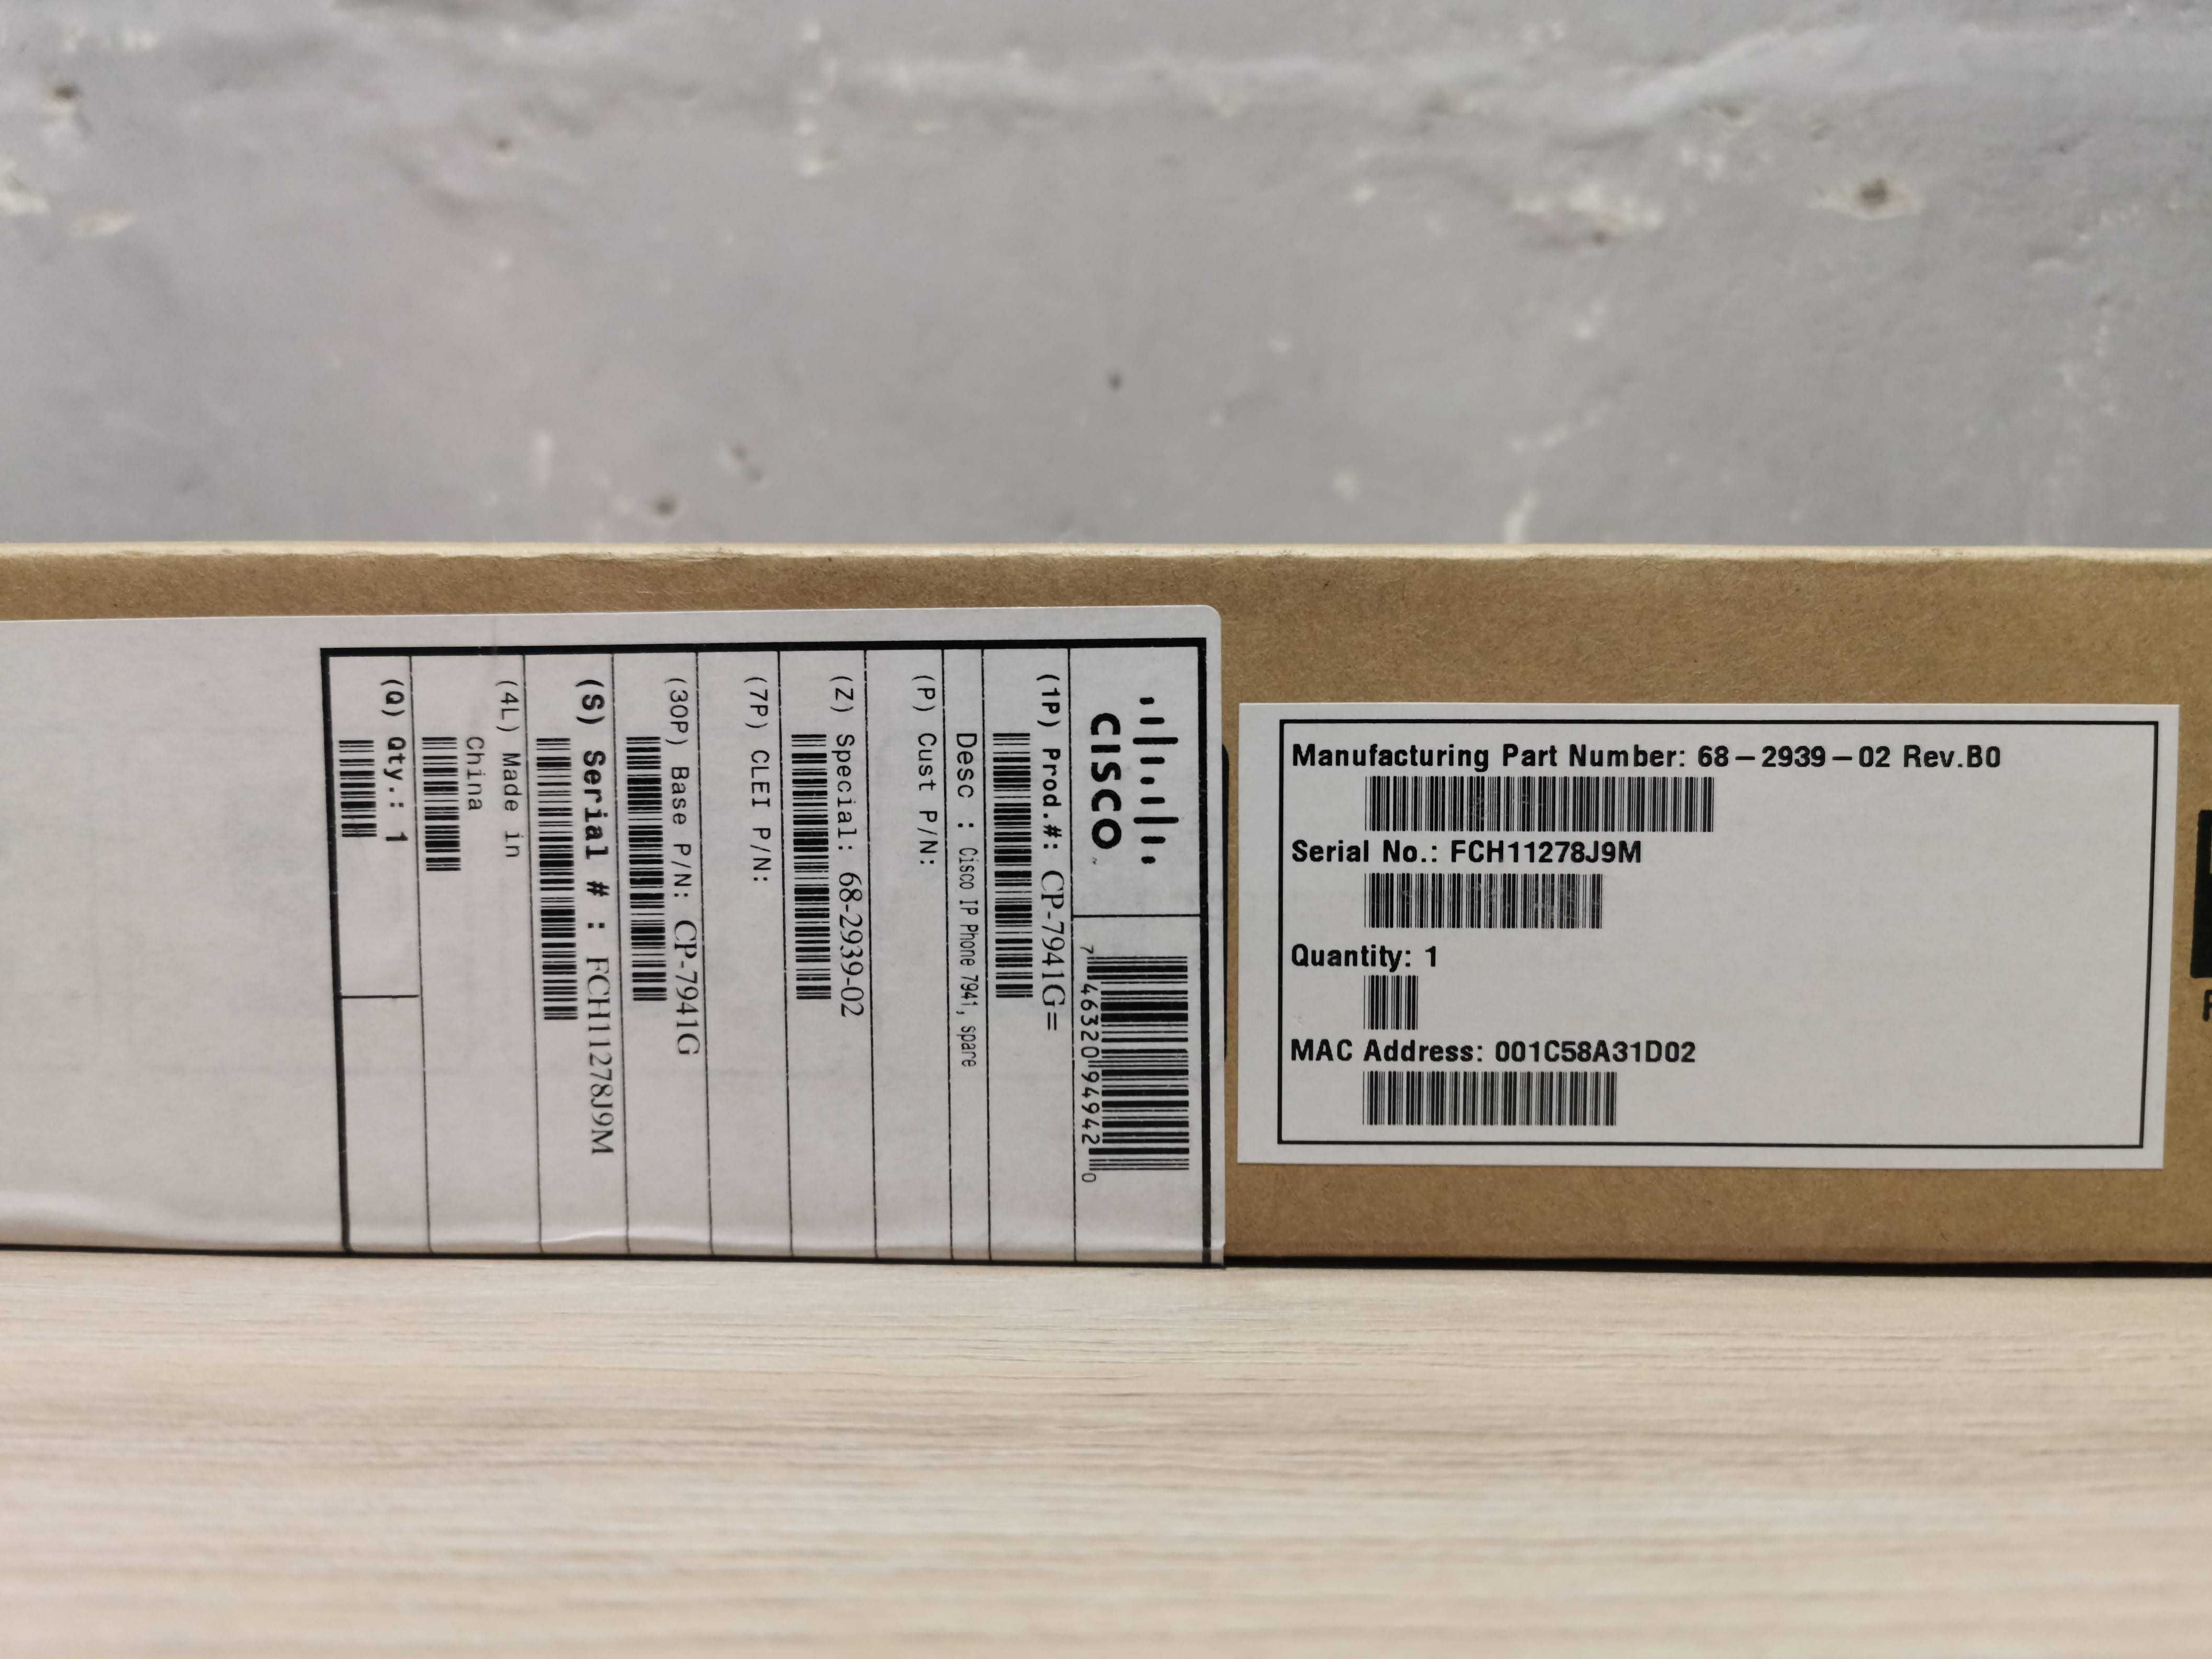 CISCO
7 46320 94942 0
(1P) Prod.#: CP-7941G=
Desc : Cisco IP Phone 7941, spare
(P) Cust P/N:
(Z) Special: 68-2939-02
(7P) CLEI P/N:
(30P) Base P/N: CP-7941G
(S) Serial # : FCH11278J9M
(4L) Made in
China
(Q) Qty.: 1
Manufacturing Part Number: 68-2939-02 Rev.B0
Serial No.: FCH11278J9M
Quantity: 1
MAC Address: 001C58A31D02